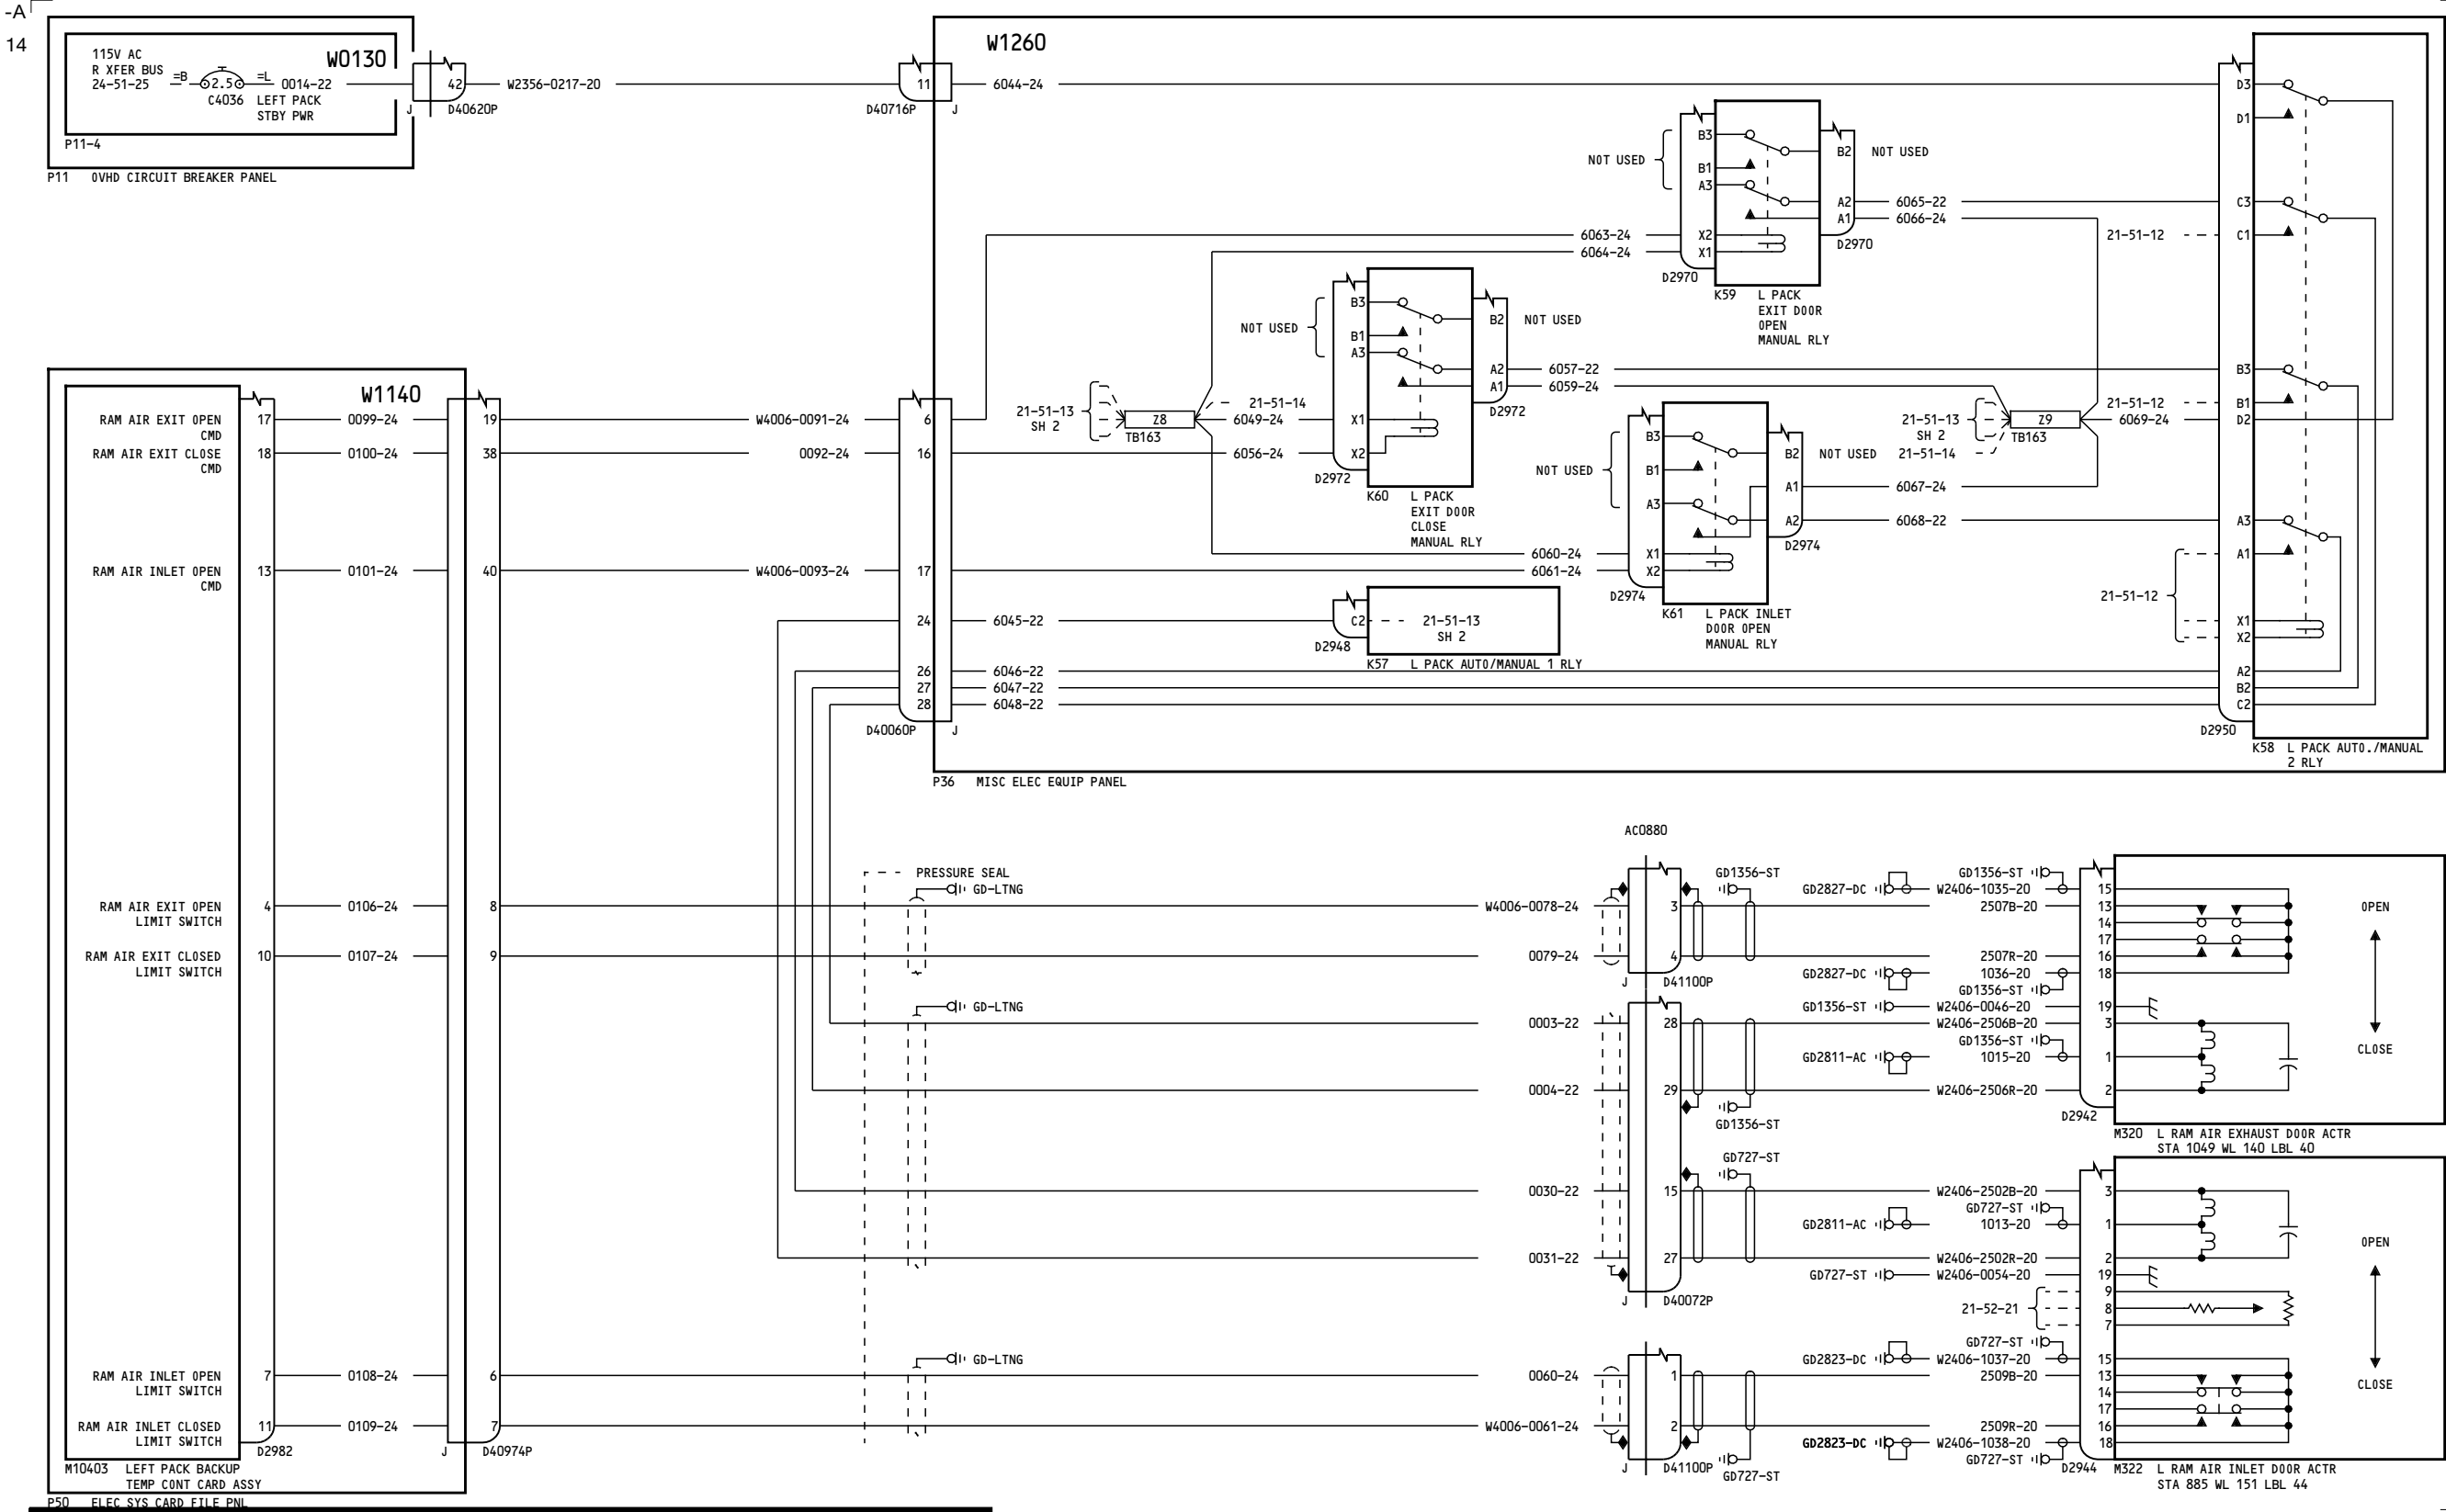 -A
14
115V AC
R XFER BUS
24-51-25
=B
2.5
=L
0014-22
C4036
LEFT PACK
STBY PWR
W0130
P11-4
P11 OVHD CIRCUIT BREAKER PANEL
42
J
D40620P
W2356-0217-20
11
D40716P
J
W1260
6044-24
NOT USED
B3
B1
A3
X2
X1
D2970
B2
NOT USED
A2
A1
D2970
6065-22
6066-24
6063-24
6064-24
K59 L PACK
EXIT DOOR
OPEN
MANUAL RLY
NOT USED
B3
B1
A3
X1
X2
D2972
B2
NOT USED
A2
A1
D2972
6057-22
6059-24
K60 L PACK
EXIT DOOR
CLOSE
MANUAL RLY
21-51-13
SH 2
Z8
TB163
21-51-14
6049-24
6056-24
NOT USED
B3
B1
A3
X1
X2
D2974
B2
NOT USED
A1
A2
D2974
6067-24
6068-22
6060-24
6061-24
K61 L PACK INLET
DOOR OPEN
MANUAL RLY
21-51-13
SH 2
21-51-14
Z9
TB163
21-51-12
21-51-12
6069-24
21-51-12
D3
D1
C3
C1
B3
B1
D2
A3
A1
X1
X2
A2
B2
C2
D2950
K58 L PACK AUTO./MANUAL
2 RLY
C2
D2948
21-51-13
SH 2
K57 L PACK AUTO/MANUAL 1 RLY
6045-22
6046-22
6047-22
6048-22
6
16
17
24
26
27
28
D40060P
J
P36 MISC ELEC EQUIP PANEL
W1140
RAM AIR EXIT OPEN
CMD
17
0099-24
19
W4006-0091-24
RAM AIR EXIT CLOSE
CMD
18
0100-24
38
0092-24
RAM AIR INLET OPEN
CMD
13
0101-24
40
W4006-0093-24
RAM AIR EXIT OPEN
LIMIT SWITCH
4
0106-24
8
RAM AIR EXIT CLOSED
LIMIT SWITCH
10
0107-24
9
RAM AIR INLET OPEN
LIMIT SWITCH
7
0108-24
6
RAM AIR INLET CLOSED
LIMIT SWITCH
11
0109-24
7
D2982
J
D40974P
M10403 LEFT PACK BACKUP
TEMP CONT CARD ASSY
P50 ELEC SYS CARD FILE PNL
PRESSURE SEAL
GD-LTNG
GD-LTNG
GD-LTNG
AC0880
W4006-0078-24
3
0079-24
4
J
D41100P
0003-22
28
0004-22
29
0030-22
15
0031-22
27
J
D40072P
0060-24
1
W4006-0061-24
2
J
D41100P
GD1356-ST
GD1356-ST
GD727-ST
GD727-ST
GD1356-ST
GD2827-DC
W2406-1035-20
2507B-20
2507R-20
GD2827-DC
1036-20
GD1356-ST
GD1356-ST
W2406-0046-20
W2406-2506B-20
GD1356-ST
GD2811-AC
1015-20
W2406-2506R-20
15
13
14
17
16
18
19
3
1
2
D2942
OPEN
CLOSE
M320 L RAM AIR EXHAUST DOOR ACTR
STA 1049 WL 140 LBL 40
W2406-2502B-20
GD727-ST
GD2811-AC
1013-20
W2406-2502R-20
GD727-ST
W2406-0054-20
21-52-21
GD727-ST
GD2823-DC
W2406-1037-20
2509B-20
2509R-20
GD2823-DC
W2406-1038-20
GD727-ST
3
1
2
19
9
8
7
15
13
14
17
16
18
D2944
OPEN
CLOSE
M322 L RAM AIR INLET DOOR ACTR
STA 885 WL 151 LBL 44